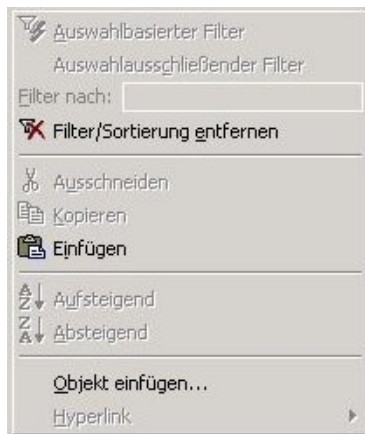 Auswahlbasierter Filter
Auswahlausschließender Filter
Filter nach:
Filter/Sortierung entfernen
Ausschneiden
Kopieren
Einfügen
Aufsteigend
Absteigend
Objekt einfügen...
Hyperlink